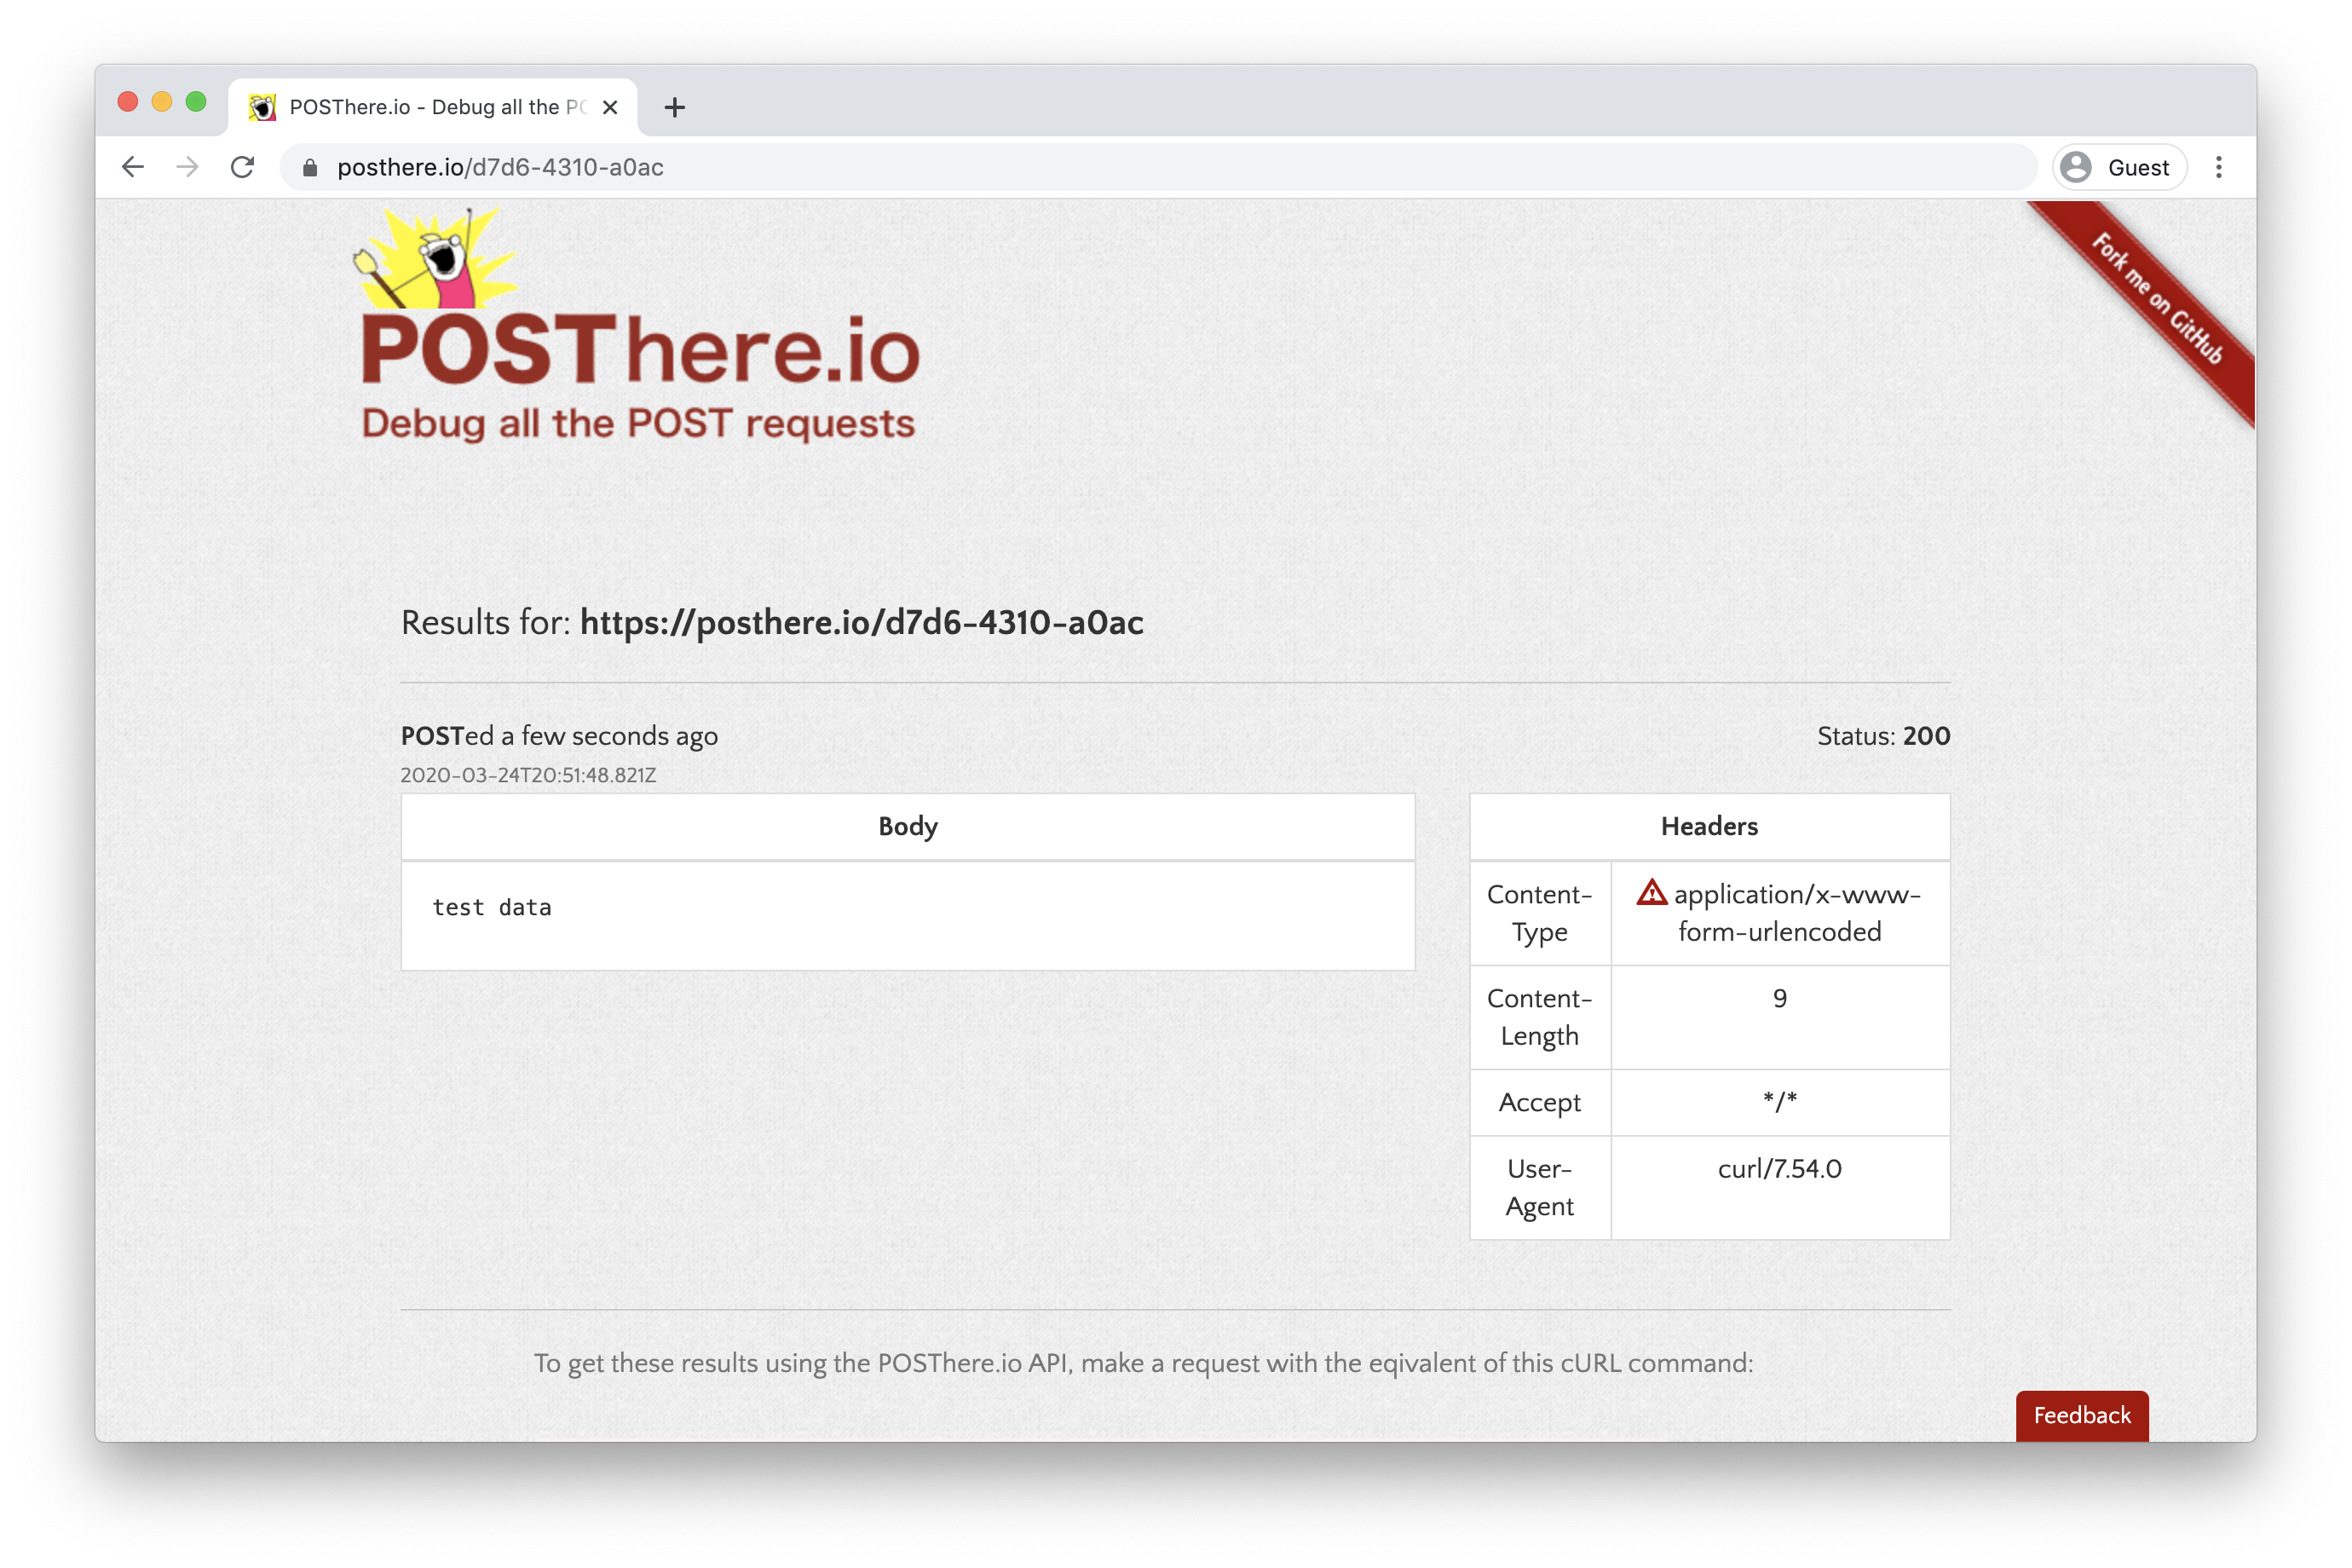 POSThere.io - Debug all the PO
posthere.io/d7d6-4310-a0ac
Guest
Fork me on GitHub
POSThere.io
Debug all the POST requests
Results for: https://posthere.io/d7d6-4310-a0ac
POSTed a few seconds ago
Status: 200
2020-03-24T20:51:48.821Z
Body
test data
Headers
Content-
Type
application/x-www-
form-urlencoded
Content-
Length
9
Accept
*/*
User-
Agent
curl/7.54.0
To get these results using the POSThere.io API, make a request with the eqivalent of this cURL command:
Feedback